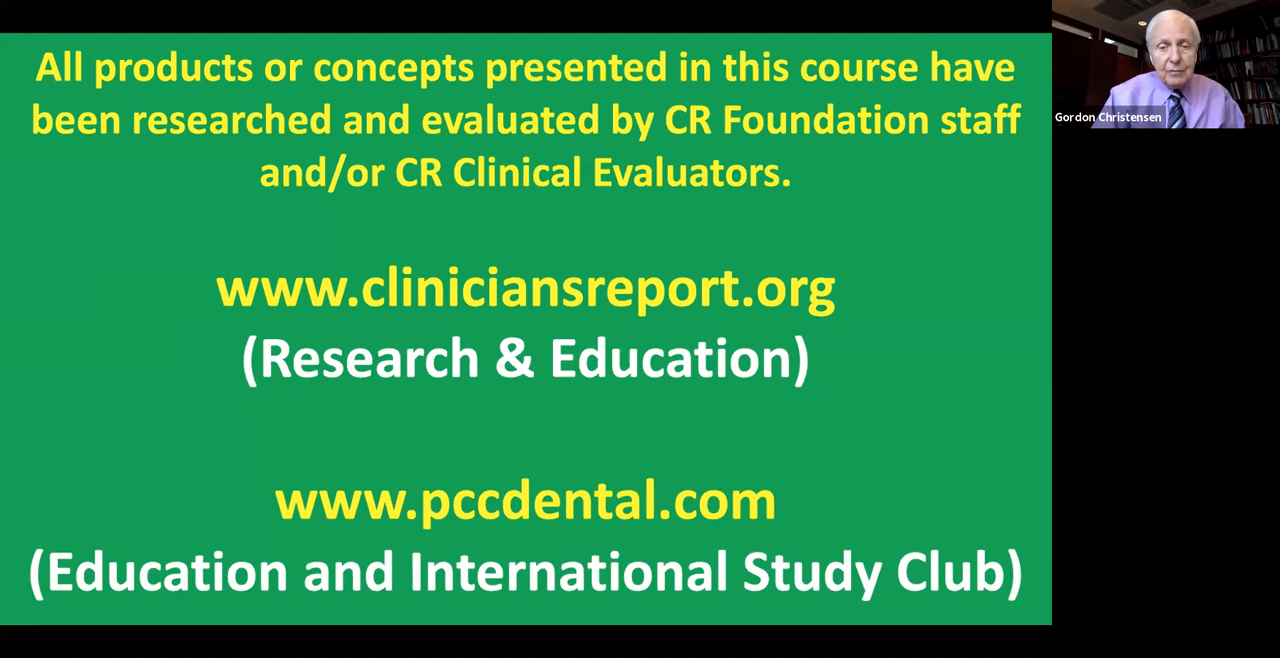 All products or concepts presented in this course have
been researched and evaluated by CR Foundation staff
and/or CR Clinical Evaluators.
www.cliniciansreport.org
(Research & Education)
www.pccdental.com
(Education and International Study Club)
Gordon Christensen